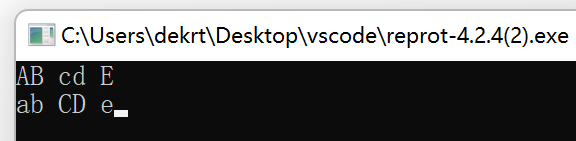 C:\Users\dekrt\Desktop\vscode\reprot-4.2.4(2).exe
AB cd E
ab CD e